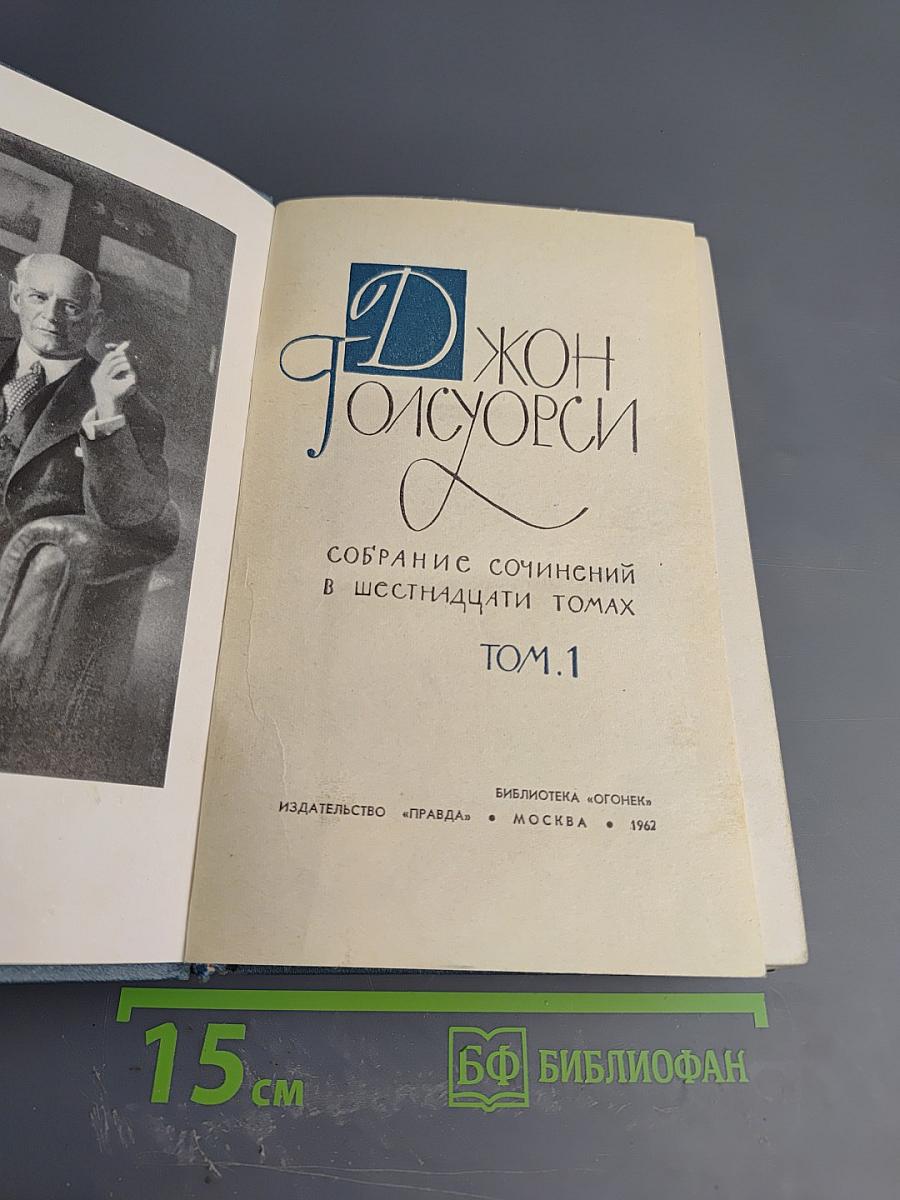 ДЖОН
ГОЛСУОРСИ
СОБРАНИЕ СОЧИНЕНИЙ
В ШЕСТНАДЦАТИ ТОМАХ
ТОМ.1
БИБЛИОТЕКА «ОГОНЕК»
ИЗДАТЕЛЬСТВО «ПРАВДА» • МОСКВА • 1962
15 СМ
БФ БИБЛИОФАН